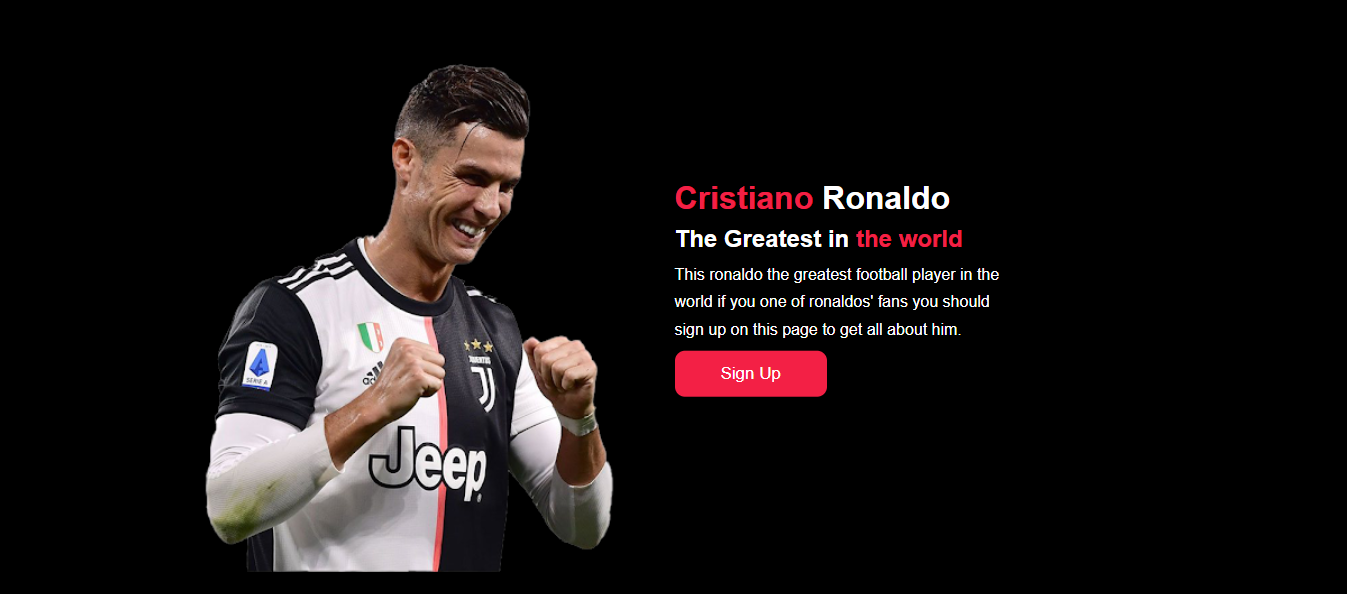 Cristiano Ronaldo
The Greatest in the world
This ronaldo the greatest football player in the
world if you one of ronaldos' fans you should
sign up on this page to get all about him.
Sign Up
SERIE A
adidas
JUVENTUS
Jeep